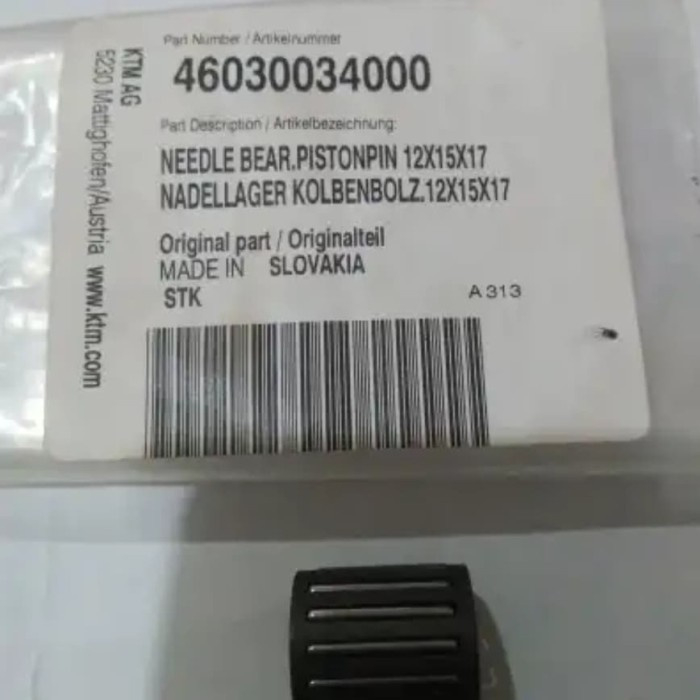 Part Number / Artikelnummer
46030034000
Part Description / Artikelbezeichnung:
NEEDLE BEAR.PISTONPIN 12X15X17
NADELLAGER KOLBENBOLZ.12X15X17
Original part / Originalteil
MADE IN SLOVAKIA
STK A 313
KTM AG
5230 Mattighofen/Austria www.ktm.com